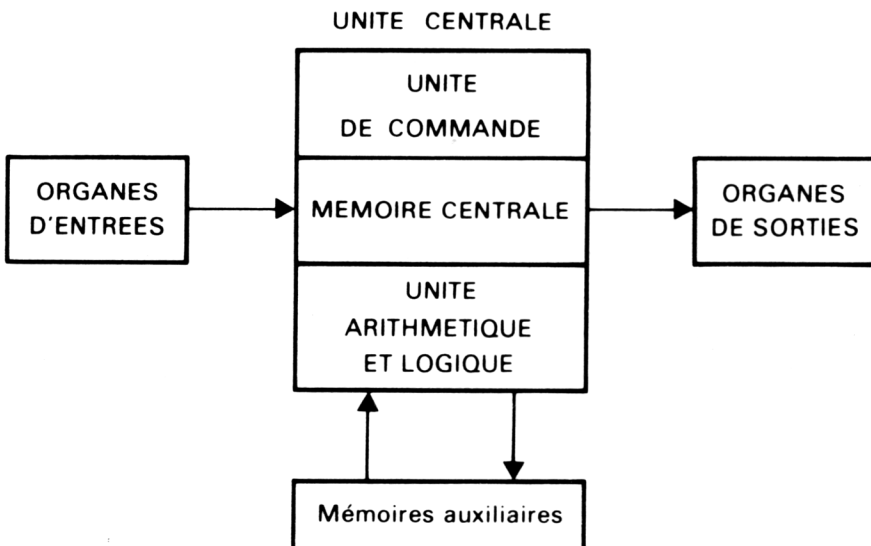 UNITE CENTRALE
UNITE
DE COMMANDE
ORGANES
D'ENTREES
MEMOIRE CENTRALE
ORGANES
DE SORTIES
UNITE
ARITHMETIQUE
ET LOGIQUE
Mémoires auxiliaires